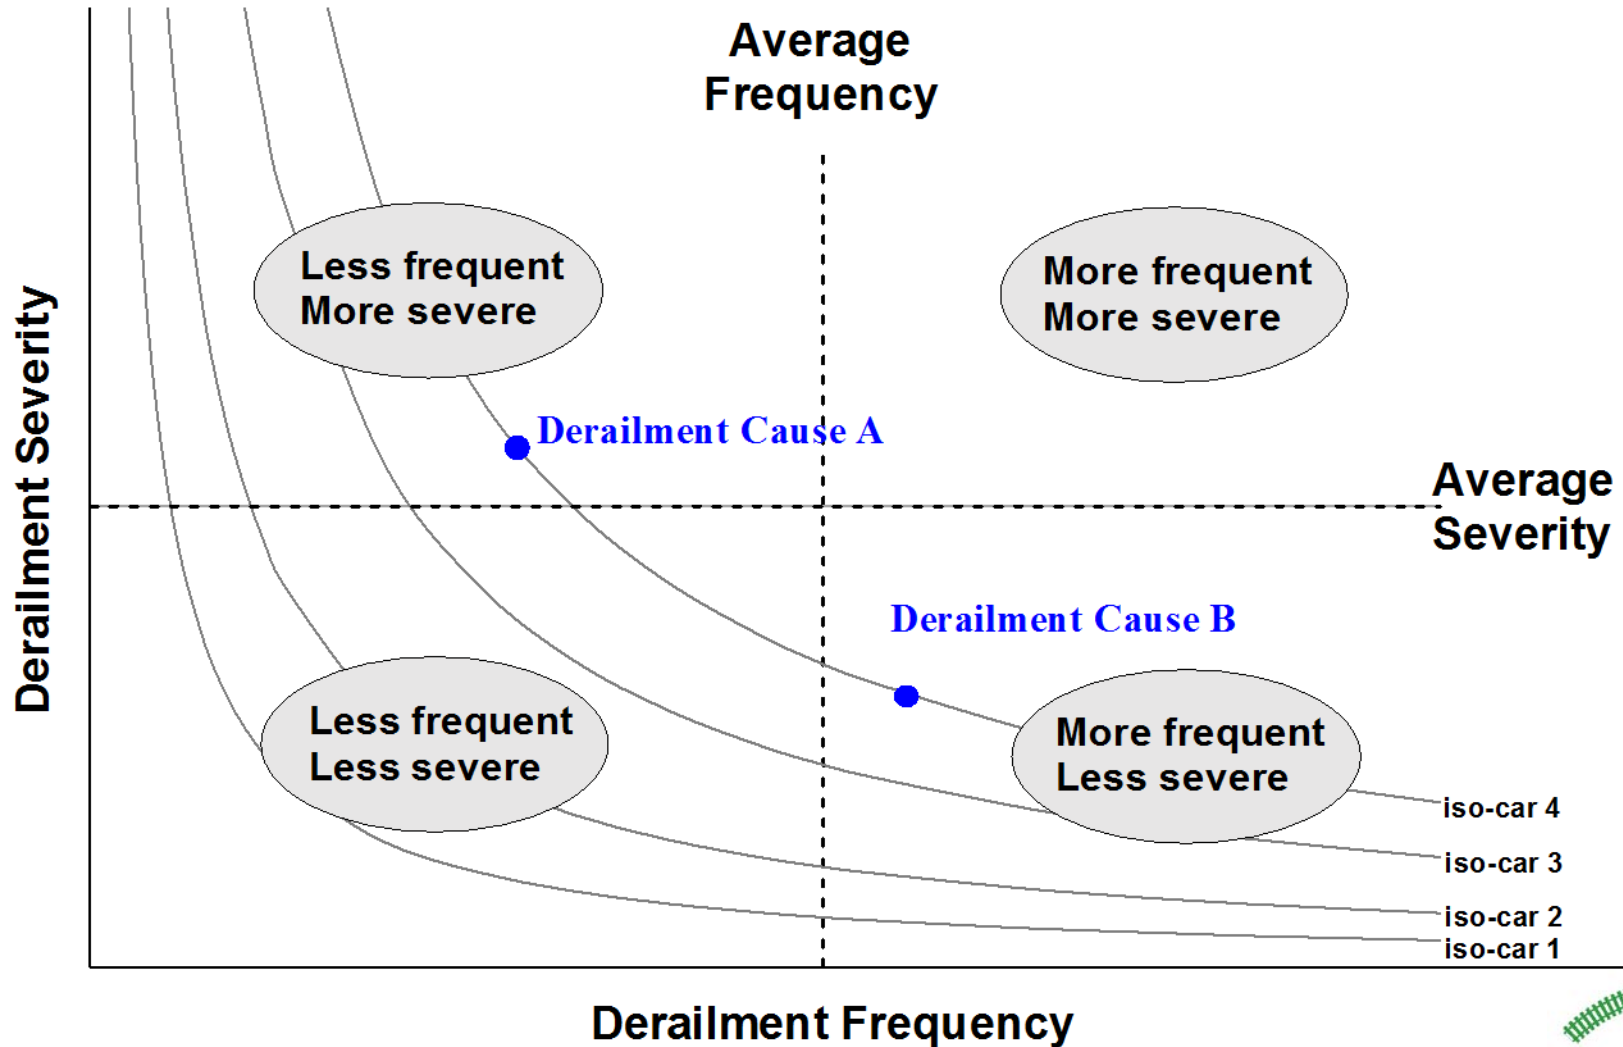 Average
Frequency
Less frequent
More severe
More frequent
More severe
Derailment Cause A
Average
Severity
Derailment Severity
Derailment Cause B
Less frequent
Less severe
More frequent
Less severe
iso-car 4
iso-car 3
iso-car 2
iso-car 1
Derailment Frequency